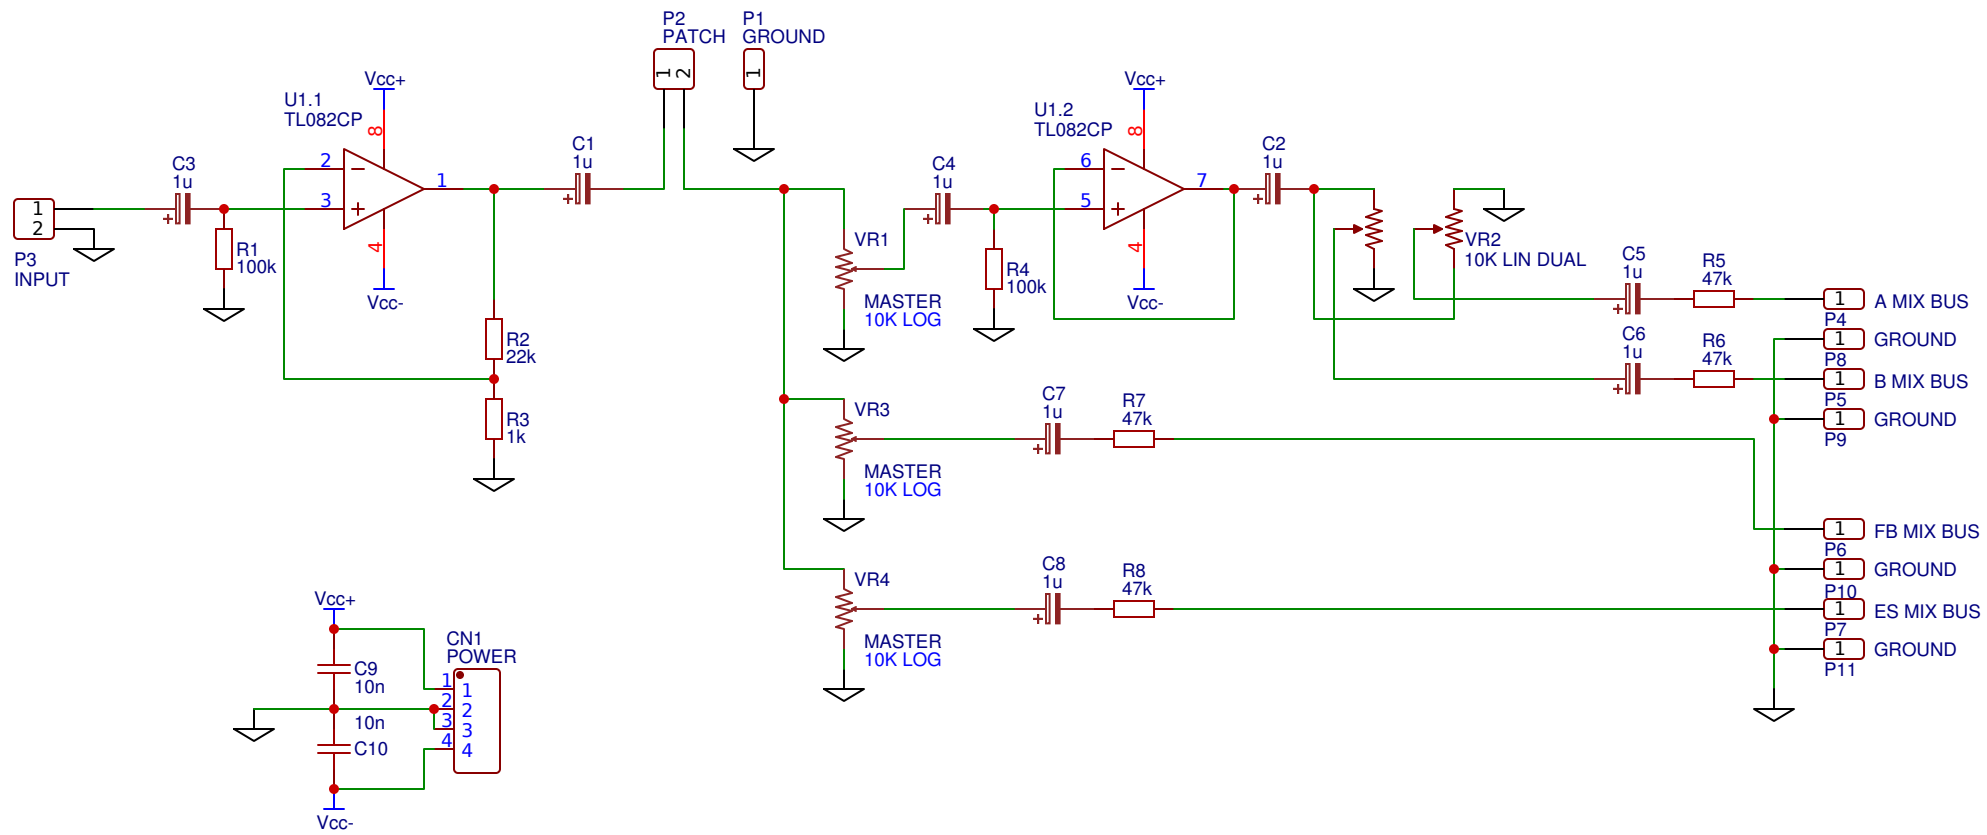 P2
PATCH
1
2
P1
GROUND
1
Vcc+
U1.1
TL082CP
8
2
3
1
4
Vcc-
C3
1u
+
1
2
P3
INPUT
R1
100k
C1
1u
+
R2
22k
R3
1k
VR1
MASTER
10K LOG
C4
1u
+
R4
100k
Vcc+
U1.2
TL082CP
8
6
5
7
4
Vcc-
C2
1u
+
VR2
10K LIN DUAL
C5
1u
+
R5
47k
1
A MIX BUS
P4
1
GROUND
P8
C6
1u
+
R6
47k
1
B MIX BUS
P5
1
GROUND
P9
VR3
MASTER
10K LOG
C7
1u
+
R7
47k
1
FB MIX BUS
P6
1
GROUND
P10
VR4
MASTER
10K LOG
C8
1u
+
R8
47k
1
ES MIX BUS
P7
1
GROUND
P11
Vcc+
C9
10n
10n
C10
Vcc-
CN1
POWER
1 1
2 2
3 3
4 4